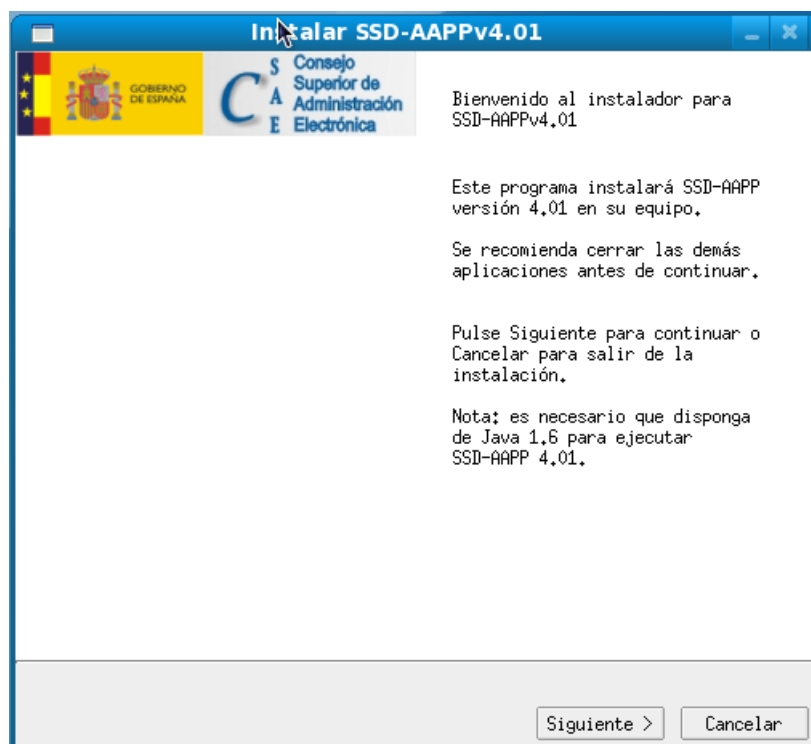 Instalar SSD-AAPPv4.01
GOBIERNO
DE ESPAÑA
C
S Consejo
Superior de
A Administración
E Electrónica
Bienvenido al instalador para
SSD-AAPPv4.01
Este programa instalará SSD-AAPP
versión 4.01 en su equipo.
Se recomienda cerrar las demás
aplicaciones antes de continuar.
Pulse Siguiente para continuar o
Cancelar para salir de la
instalación.
Nota: es necesario que disponga
de Java 1.6 para ejecutar
SSD-AAPP 4.01.
Siguiente >
Cancelar